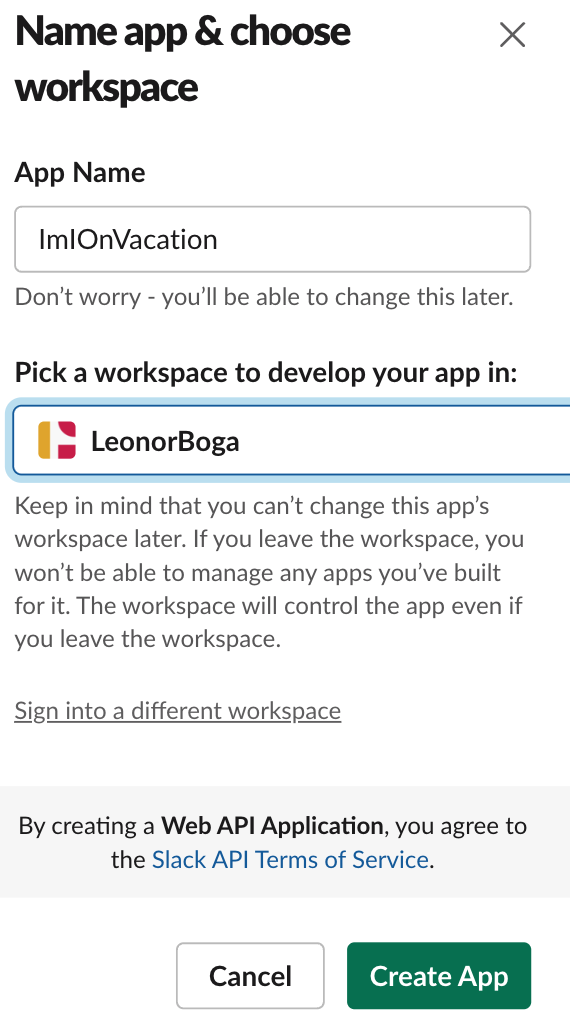 Name app & choose
workspace
App Name
ImIOnVacation
Don't worry - you'll be able to change this later.
Pick a workspace to develop your app in:
LeonorBoga
Keep in mind that you can't change this app's
workspace later. If you leave the workspace, you
won't be able to manage any apps you've built
for it. The workspace will control the app even if
you leave the workspace.
Sign into a different workspace
By creating a Web API Application, you agree to
the Slack API Terms of Service.
Cancel
Create App